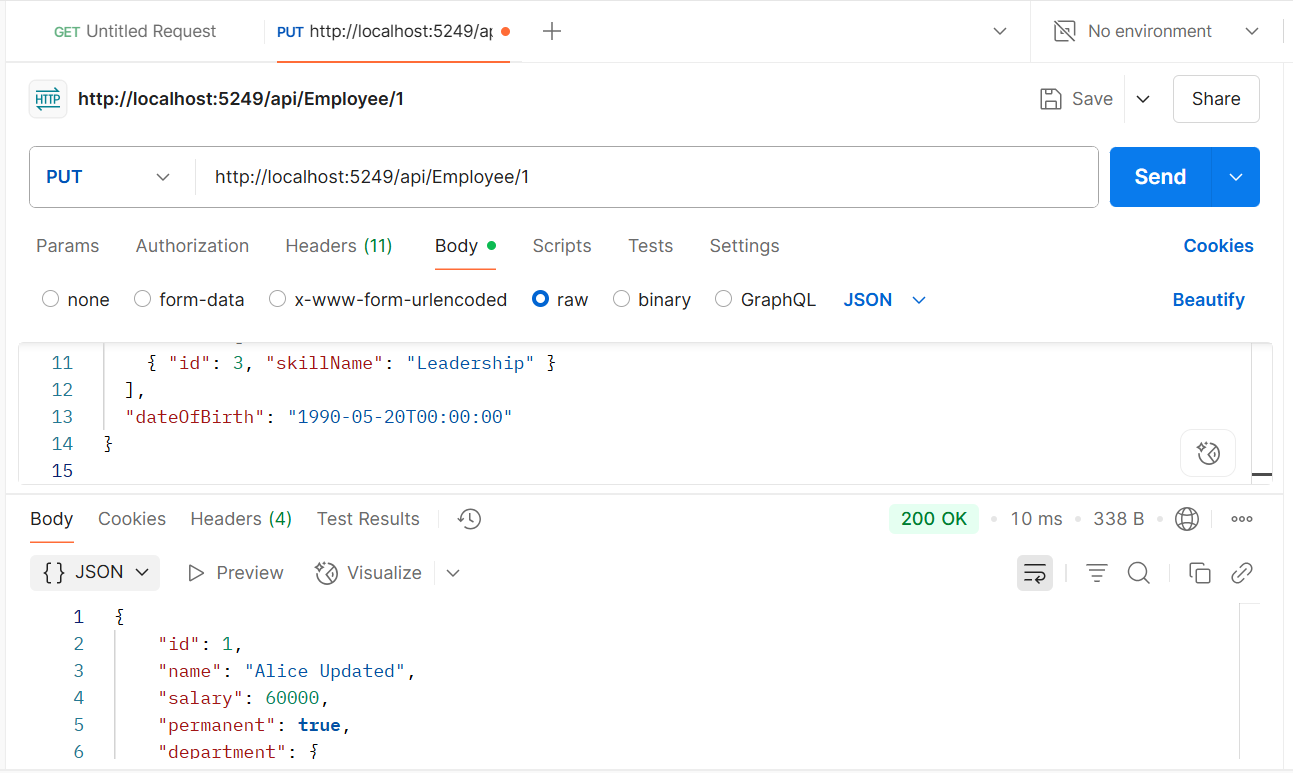 GET Untitled Request PUT http://localhost:5249/ap No environment
HTTP http://localhost:5249/api/Employee/1 Save Share
PUT http://localhost:5249/api/Employee/1 Send
Params Authorization Headers (11) Body Scripts Tests Settings Cookies
none form-data x-www-form-urlencoded raw binary GraphQL JSON Beautify
11 { "id": 3, "skillName": "Leadership" }
12 ],
13 "dateOfBirth": "1990-05-20T00:00:00"
14 }
15
Body Cookies Headers (4) Test Results 200 OK 10 ms 338 B
{} JSON Preview Visualize
1 {
2 "id": 1,
3 "name": "Alice Updated",
4 "salary": 60000,
5 "permanent": true,
6 "department": {